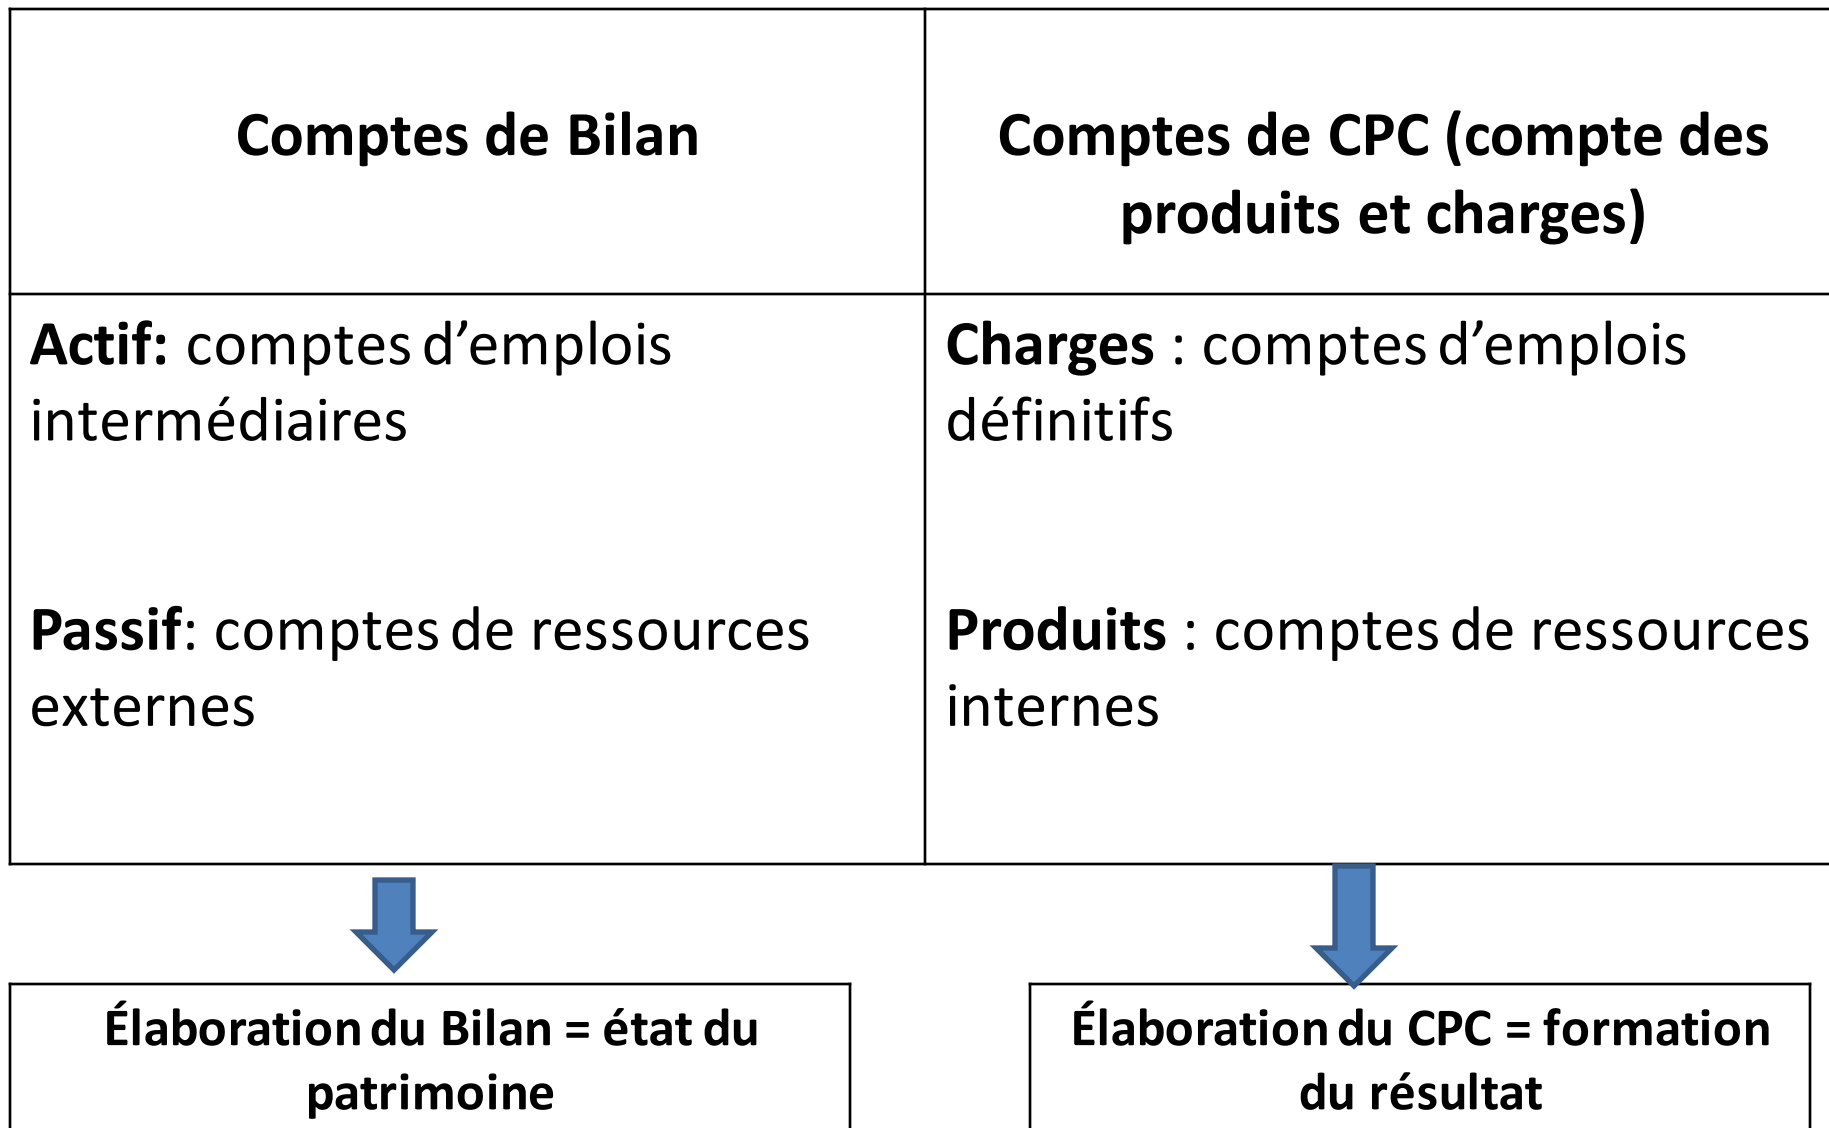 Comptes de Bilan
Comptes de CPC (compte des
produits et charges)
Actif: comptes d’emplois
intermédiaires
Passif: comptes de ressources
externes
Charges : comptes d’emplois
définitifs
Produits : comptes de ressources
internes
Élaboration du Bilan = état du
patrimoine
Élaboration du CPC = formation
du résultat